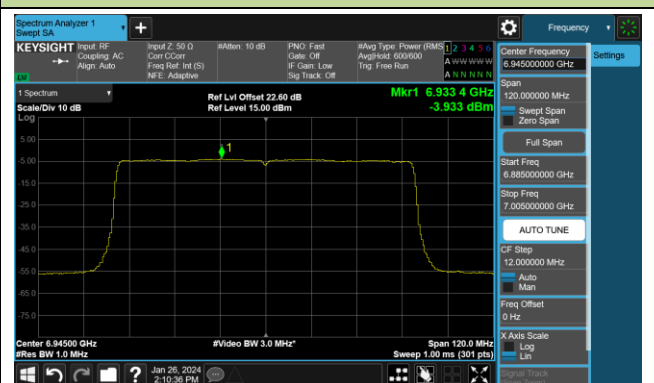 Spectrum Analyzer 1
Swept SA
Frequency
KEYSIGHT
Input: RF
Coupling: AC
Align: Auto
Input Z: 50 Ω
Corr CCorr
Freq Ref: Int (S)
NFE: Adaptive
#Atten: 10 dB
PNO: Fast
Gate: Off
IF Gain: Low
Sig Track: Off
#Avg Type: Power (RMS
Avg|Hold: 600/600
Trig: Free Run
1 2 3 4 5 6
A W W W W W
A N N N N N
1 Spectrum
Scale/Div 10 dB
Log
Ref Lvl Offset 22.60 dB
Ref Level 15.00 dBm
Mkr1 6.933 4 GHz
-3.933 dBm
1
5.00
-5.00
-15.0
-25.0
-35.0
-45.0
-55.0
-65.0
-75.0
Center 6.94500 GHz
#Res BW 1.0 MHz
#Video BW 3.0 MHz*
Span 120.0 MHz
Sweep 1.00 ms (301 pts)
Center Frequency
6.945000000 GHz
Settings
Span
120.000000 MHz
Swept Span
Zero Span
Full Span
Start Freq
6.885000000 GHz
Stop Freq
7.005000000 GHz
AUTO TUNE
CF Step
12.000000 MHz
Auto
Man
Freq Offset
0 Hz
X Axis Scale
Log
Lin
Signal Track
Jan 26, 2024
2:10:36 PM